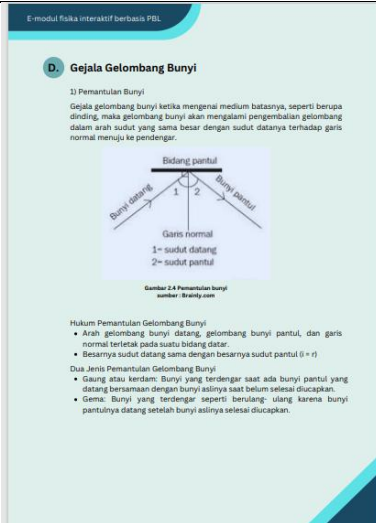 E-modul fisika interaktif berbasis PBL
D. Gejala Gelombang Bunyi
1) Pemantulan Bunyi
Gejala gelombang bunyi ketika mengenai medium batasnya, seperti berupa
dinding, maka gelombang bunyi akan mengalami pengembalian gelombang
dalam arah sudut yang sama besar dengan sudut datanya terhadap garis
normal menuju ke pendengar.
Bidang pantul
Bunyi datang
1
2
Bunyi pantul
Garis normal
1= sudut datang
2= sudut pantul
Gambar 2.4 Pemantulan bunyi
sumber : Brainly.com
Hukum Pemantulan Gelombang Bunyi
• Arah gelombang bunyi datang, gelombang bunyi pantul, dan garis
normal terletak pada suatu bidang datar.
• Besarnya sudut datang sama dengan besarnya sudut pantul (i = r)
Dua Jenis Pemantulan Gelombang Bunyi
• Gaung atau kerdam: Bunyi yang terdengar saat ada bunyi pantul yang
datang bersamaan dengan bunyi aslinya saat belum selesai diucapkan.
• Gema: Bunyi yang terdengar seperti berulang- ulang karena bunyi
pantulnya datang setelah bunyi aslinya selesai diucapkan.